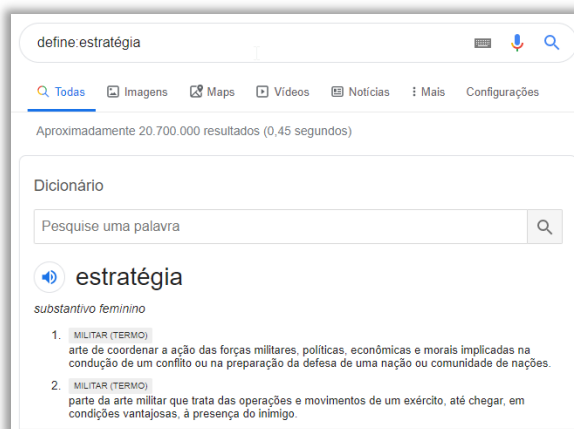 define:estratégia
Todas Imagens Maps Vídeos Notícias Mais Configurações
Aproximadamente 20.700.000 resultados (0,45 segundos)
Dicionário
Pesquise uma palavra
estratégia
substantivo feminino
1. MILITAR (TERMO)
arte de coordenar a ação das forças militares, políticas, econômicas e morais implicadas na
condução de um conflito ou na preparação da defesa de uma nação ou comunidade de nações.
2. MILITAR (TERMO)
parte da arte militar que trata das operações e movimentos de um exército, até chegar, em
condições vantajosas, à presença do inimigo.